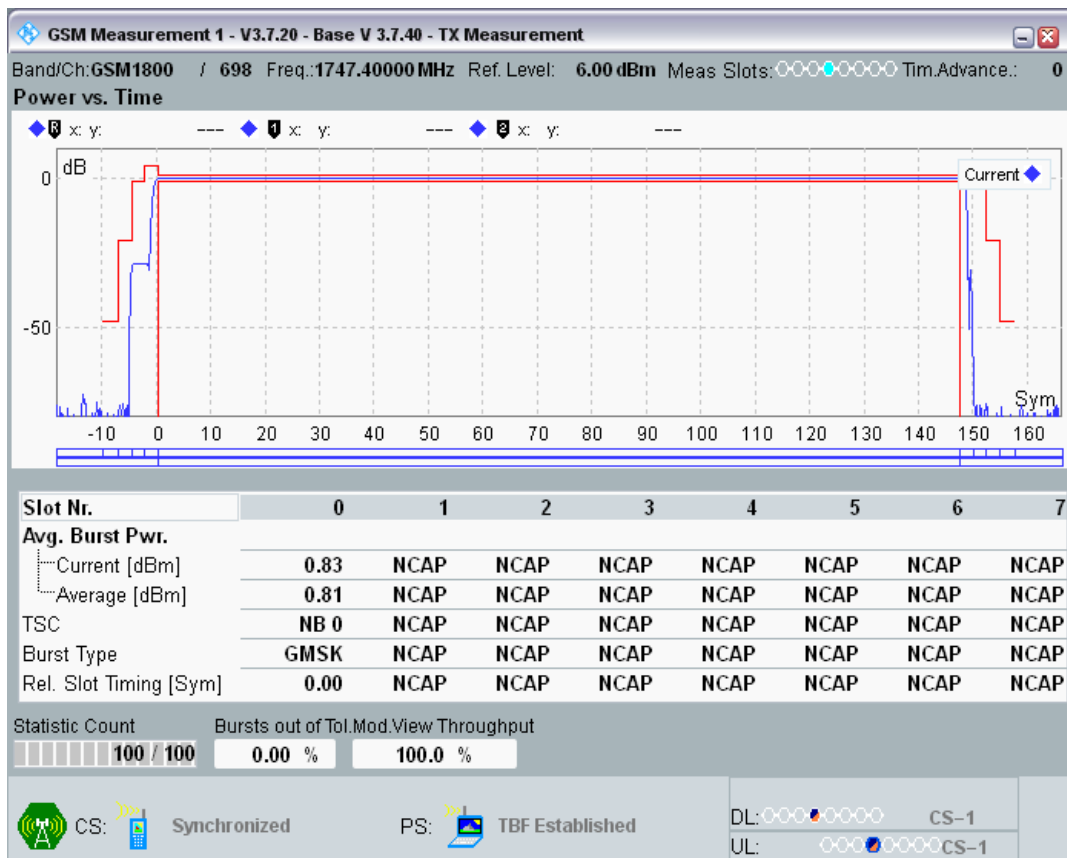 GSM Measurement 1 - V3.7.20 - Base V 3.7.40 - TX Measurement
Band/Ch:GSM1800 / 698 Freq.:1747.40000 MHz Ref. Level: 6.00 dBm Meas Slots: Tim.Advance.: 0
Power vs. Time
R x: y: --- 1 x: y: --- 2 x: y: ---
dB
Current
0
-50
Sym
-10 0 10 20 30 40 50 60 70 80 90 100 110 120 130 140 150 160
Slot Nr. 0 1 2 3 4 5 6 7
Avg. Burst Pwr.
Current [dBm] 0.83 NCAP NCAP NCAP NCAP NCAP NCAP NCAP
Average [dBm] 0.81 NCAP NCAP NCAP NCAP NCAP NCAP NCAP
TSC NB 0 NCAP NCAP NCAP NCAP NCAP NCAP NCAP
Burst Type GMSK NCAP NCAP NCAP NCAP NCAP NCAP NCAP
Rel. Slot Timing [Sym] 0.00 NCAP NCAP NCAP NCAP NCAP NCAP NCAP
Statistic Count Bursts out of Tol.Mod.View Throughput
100 / 100 0.00 % 100.0 %
CS: Synchronized PS: TBF Established
DL: CS-1
UL: CS-1